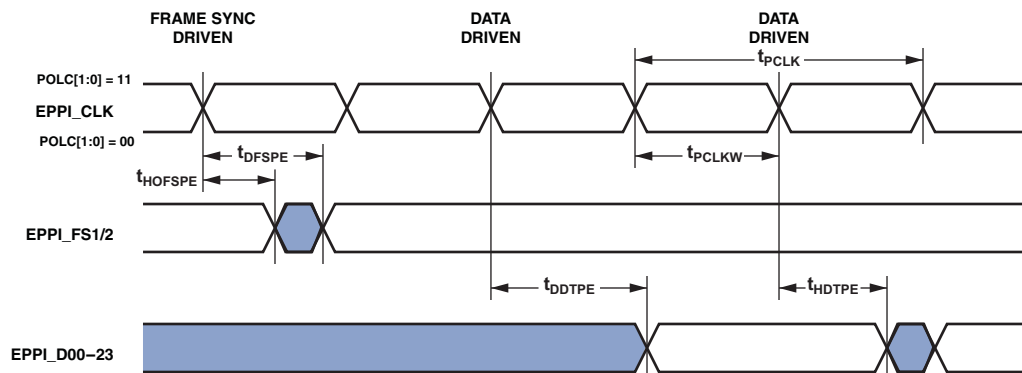 FRAME SYNC
DRIVEN
DATA
DRIVEN
DATA
DRIVEN
tPCLK
POLC[1:0] = 11
EPPI_CLK
POLC[1:0] = 00
tDFSPE
tPCLKW
tHOFSPE
EPPI_FS1/2
tDDTPE
tHDTPE
EPPI_D00–23